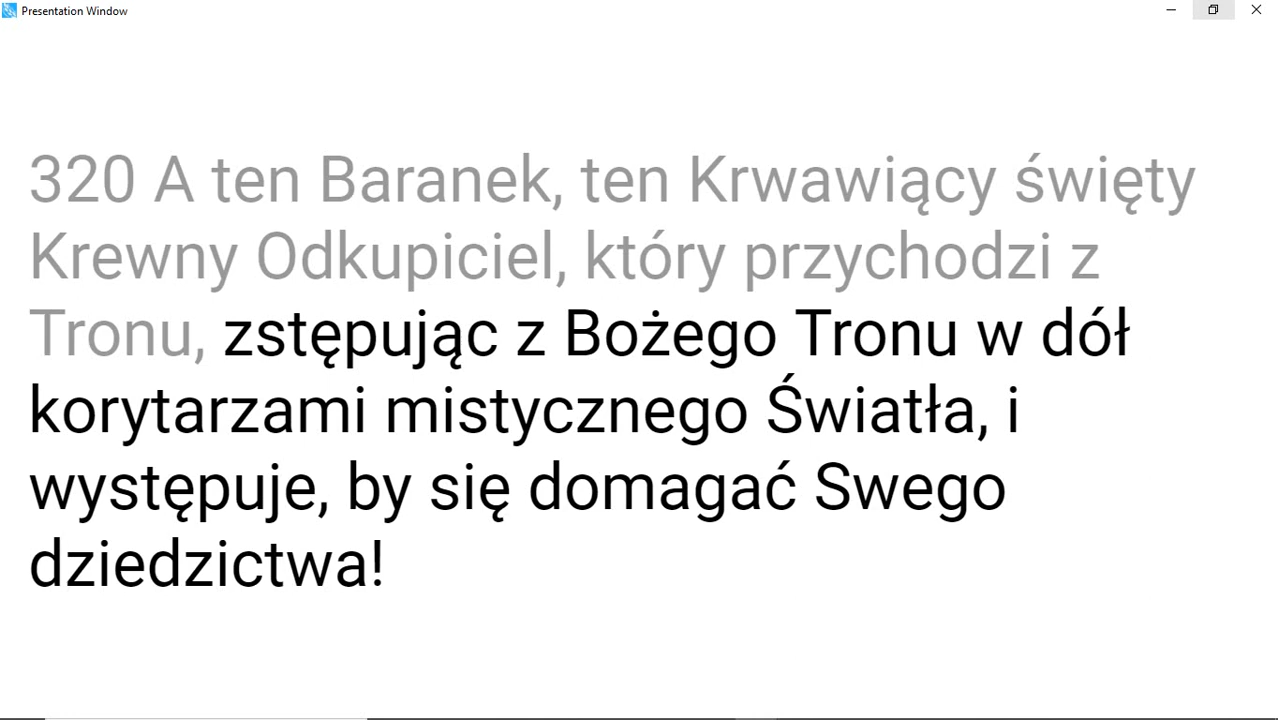 Presentation Window
320 A ten Baranek, ten Krwawiący święty
Krewny Odkupiciel, który przychodzi z
Tronu, zstępując z Bożego Tronu w dół
korytarzami mistycznego Światła, i
występuje, by się domagać Swego
dziedzictwa!